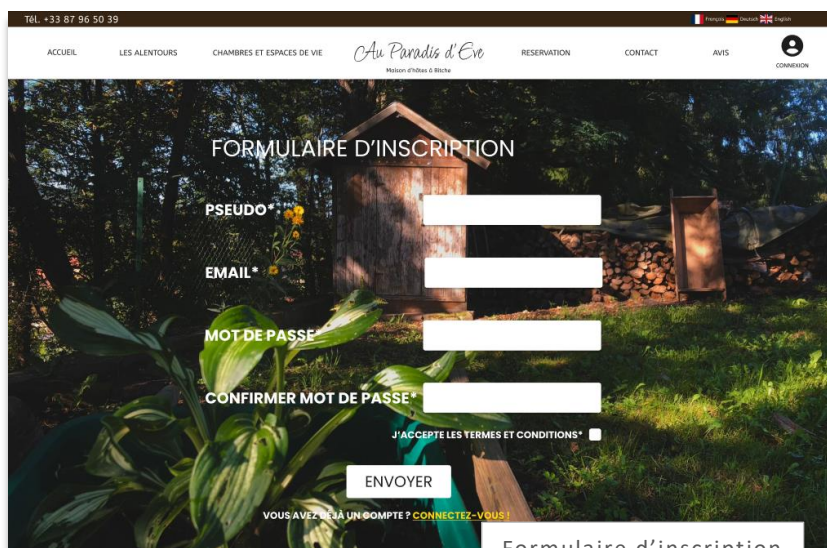 Tél. +33 87 96 50 39
Français Deutsch English
ACCUEIL LES ALENTOURS CHAMBRES ET ESPACES DE VIE Au Paradis d'Eve RESERVATION CONTACT AVIS
Maison d'hôtes à Bitche
CONNEXION
FORMULAIRE D'INSCRIPTION
PSEUDO*
EMAIL*
MOT DE PASSE*
CONFIRMER MOT DE PASSE*
J'ACCEPTE LES TERMES ET CONDITIONS*
ENVOYER
VOUS AVEZ DÉJÀ UN COMPTE ? CONNECTEZ-VOUS !
Formulaire d'inscription